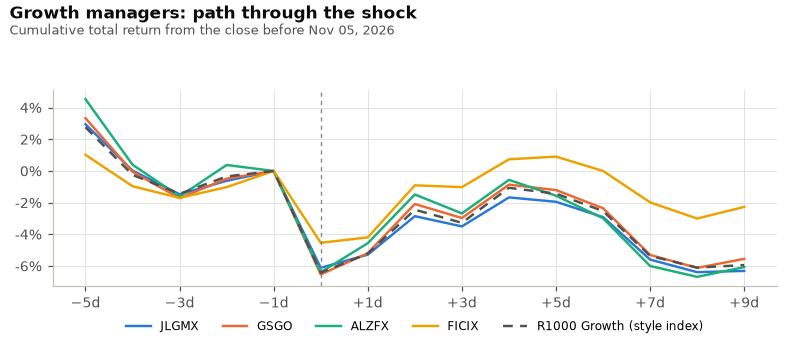 Growth managers: path through the shock
Cumulative total return from the close before Nov 05, 2026
4%
2%
0%
−2%
−4%
−6%
−5d −3d −1d +1d +3d +5d +7d +9d
JLGMX GSGO ALZFX FICIX R1000 Growth (style index)